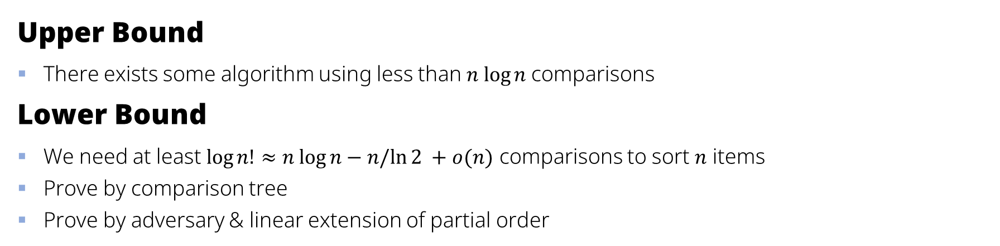 Upper Bound
▪ There exists some algorithm using less than n log n comparisons
Lower Bound
▪ We need at least log n! ≈ n log n − n/ln 2 + o(n) comparisons to sort n items
▪ Prove by comparison tree
▪ Prove by adversary & linear extension of partial order